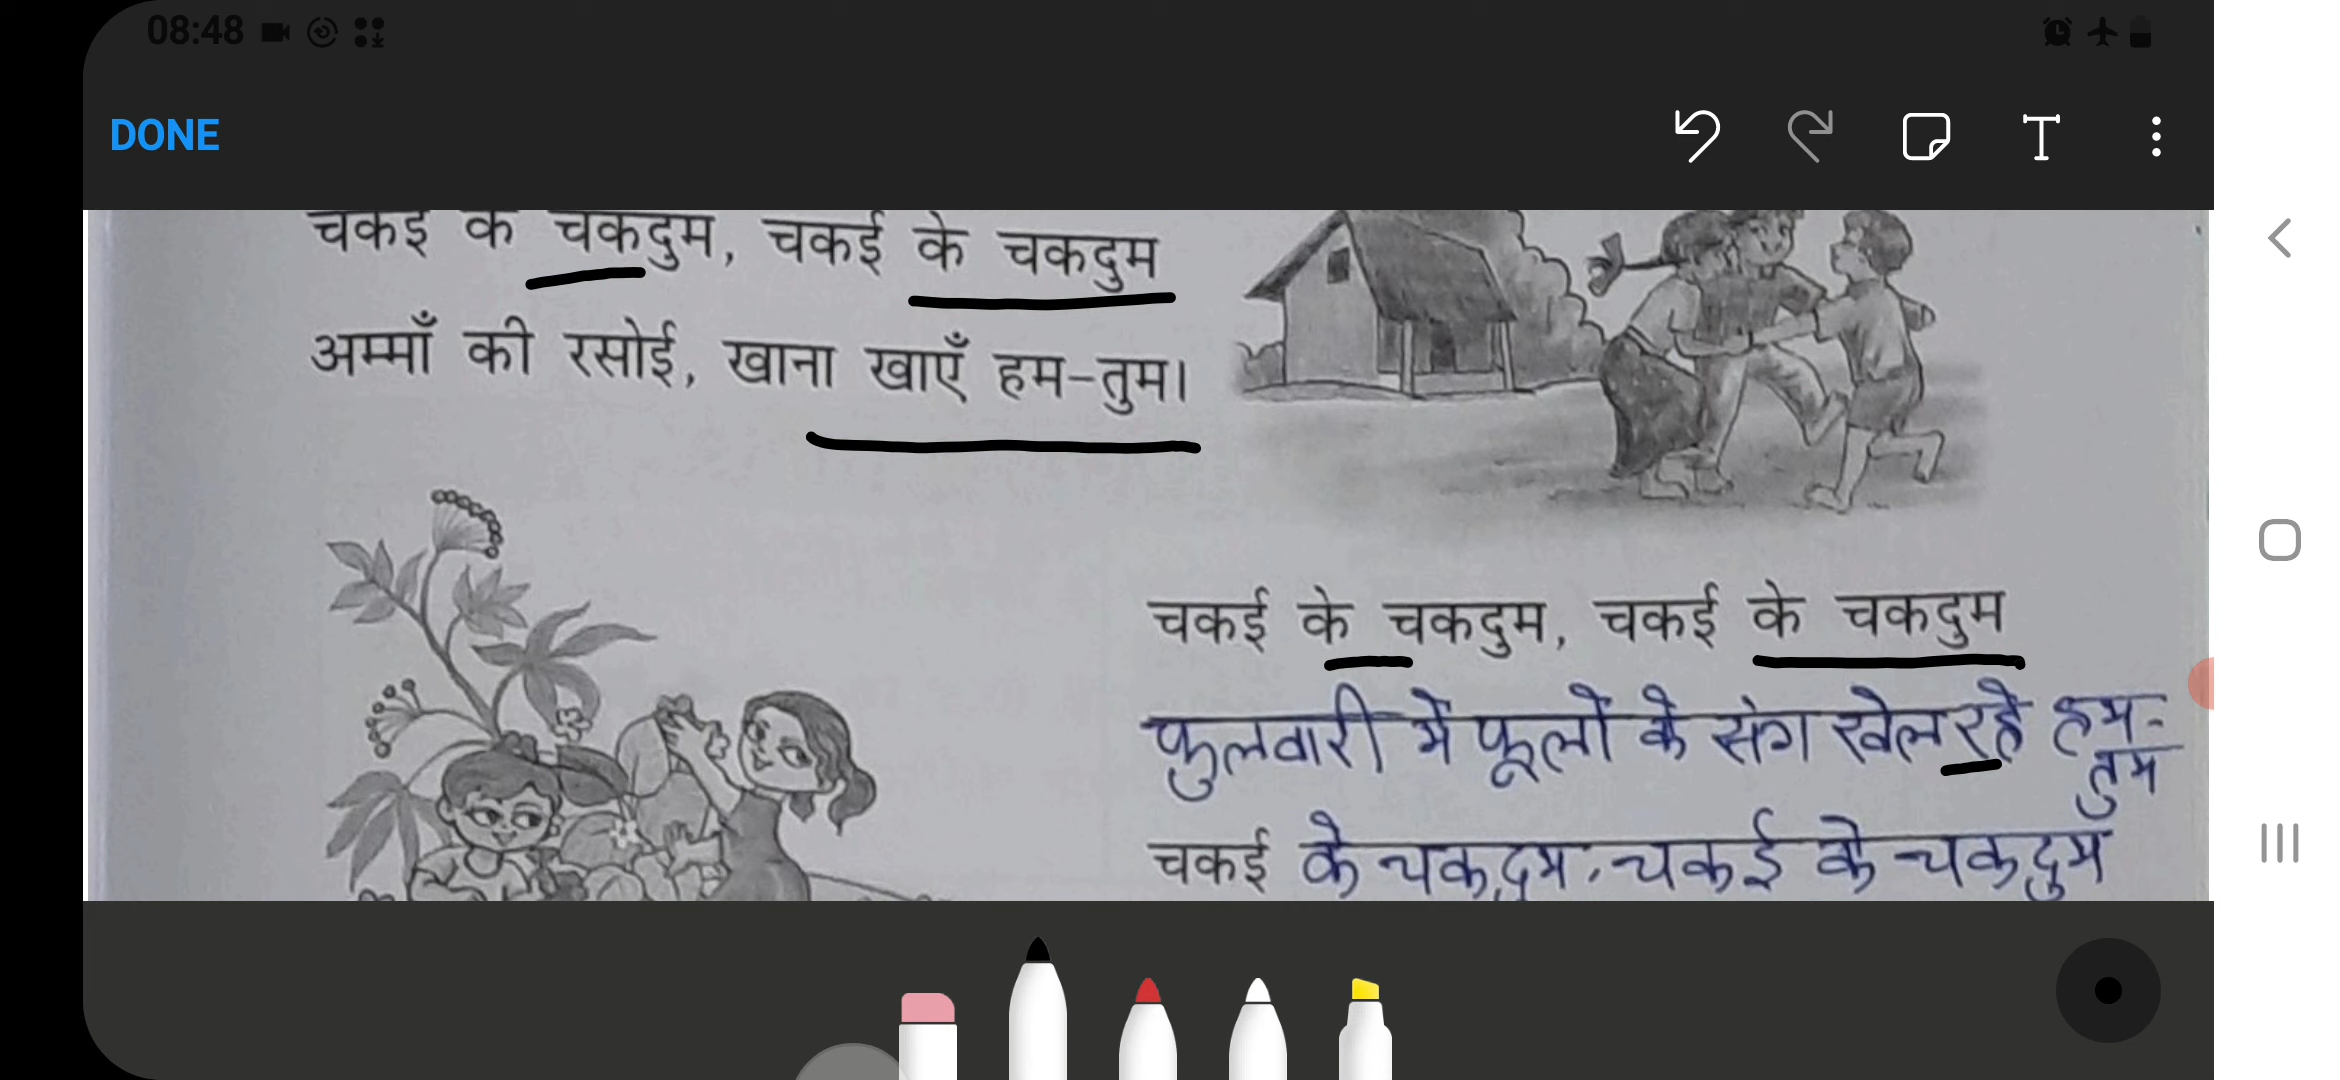 08:48
DONE
T
चकई के चकदुम, चकई के चकदुम
अम्माँ की रसोई, खाना खाएँ हम-तुम।
चकई के चकदुम, चकई के चकदुम
फुलवारी में फूलों के संग खेल रहे हम-
तुम
चकई के चकदुम, चकई के चकदुम